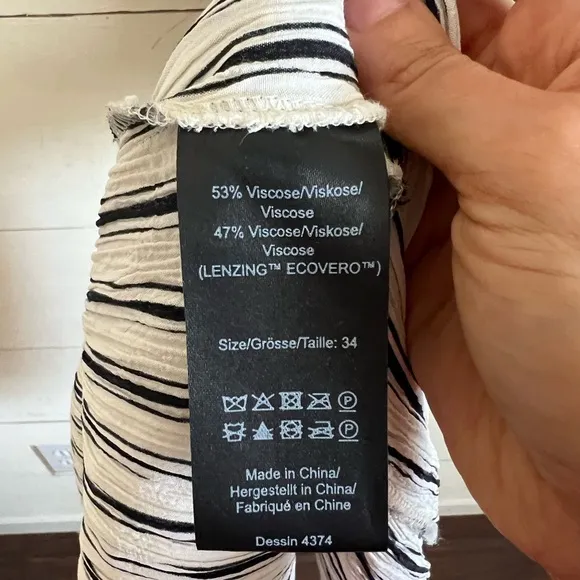 53% Viscose/Viskose/
Viscose
47% Viscose/Viskose/
Viscose
(LENZING™ ECOVERO™)
Size/Grösse/Taille: 34
P
P
Made in China/
Hergestellt in China/
Fabriqué en Chine
Dessin 4374